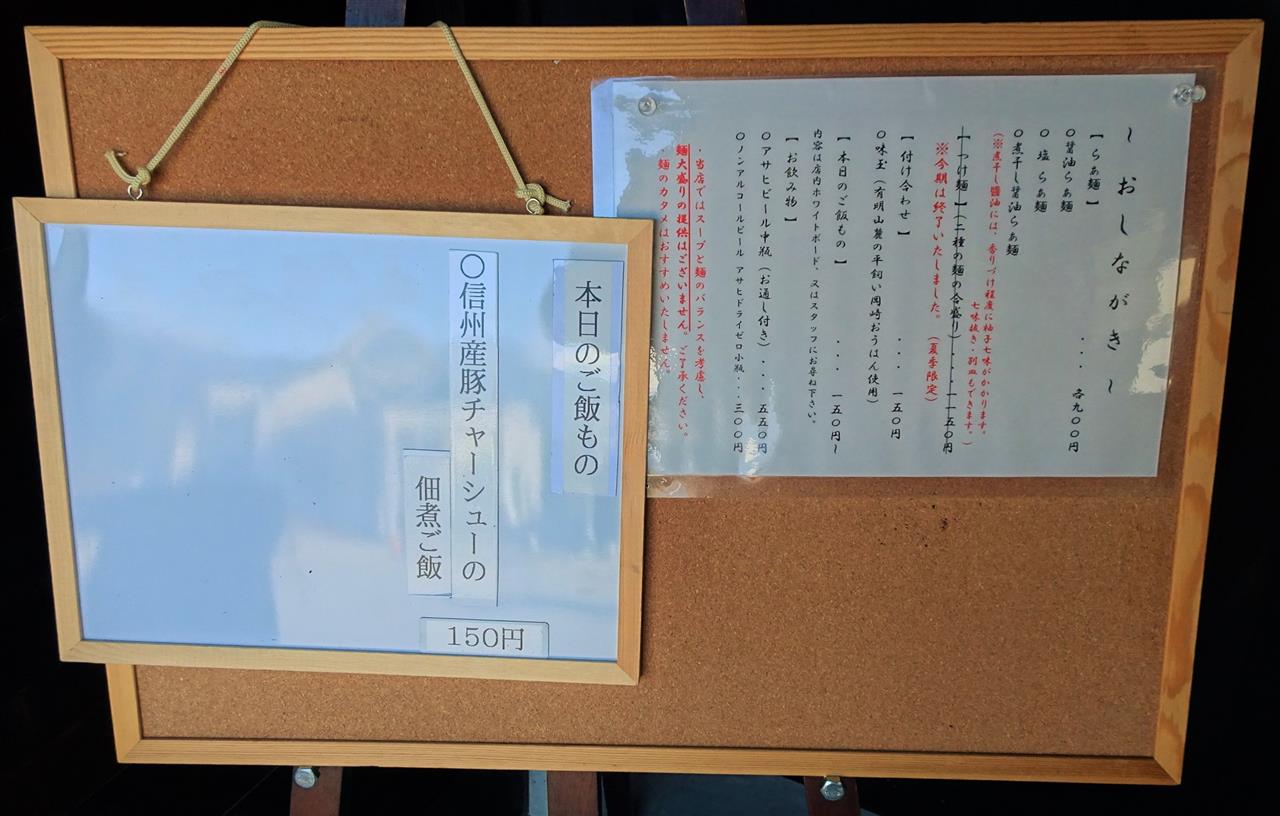 ～おしながき～
【らぁ麺】
〇醤油らぁ麺
〇塩らぁ麺 ・・・各九〇〇円
〇煮干し醤油らぁ麺
(※煮干し醤油には、香りづけ程度に柚子七味がかかります。
七味抜き・別皿もできます。)
【つけ麺】(二種の麺の合盛り)・・・一一五〇円
※今期は終了いたしました。(夏季限定)
【付け合わせ】
〇味玉(有明山麓の平飼い岡崎おうはん使用) ・・・一五〇円
【本日のご飯もの】 ・・・一五〇円～
内容は店内ホワイトボード、又はスタッフにお尋ね下さい。
【お飲み物】
〇アサヒビール中瓶(お通し付き)・・・五五〇円
〇ノンアルコールビール アサヒドライゼロ小瓶・・・三〇〇円
・当店ではスープと麺のバランスを考慮し、
麺大盛りの提供はございません。ご了承ください。
・麺のカタメはおすすめいたしません。
本日のご飯もの
〇信州産豚チャーシューの
佃煮ご飯
150円